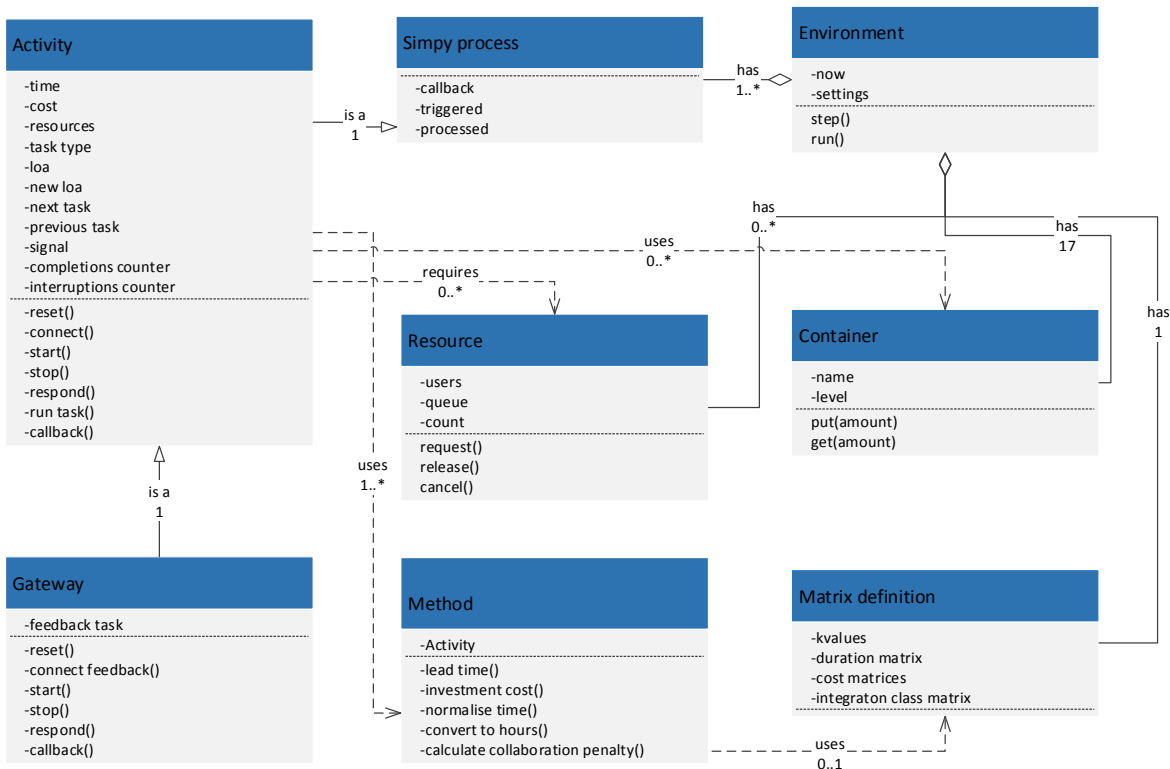 Activity
-time
-cost
-resources
-task type
-loa
-new loa
-next task
-previous task
-signal
-completions counter
-interruptions counter
-reset()
-connect()
-start()
-stop()
-respond()
-run task()
-callback()
is a
1
Simpy process
-callback
-triggered
-processed
has
1..*
Environment
-now
-settings
step()
run()
has
0..*
has
17
has
1
uses
0..*
requires
0..*
Resource
-users
-queue
-count
request()
release()
cancel()
Container
-name
-level
put(amount)
get(amount)
uses
1..*
is a
1
Gateway
-feedback task
-reset()
-connect feedback()
-start()
-stop()
-respond()
-callback()
Method
-Activity
-lead time()
-investment cost()
-normalise time()
-convert to hours()
-calculate collaboration penalty()
uses
0..1
Matrix definition
-kvalues
-duration matrix
-cost matrices
-integraton class matrix